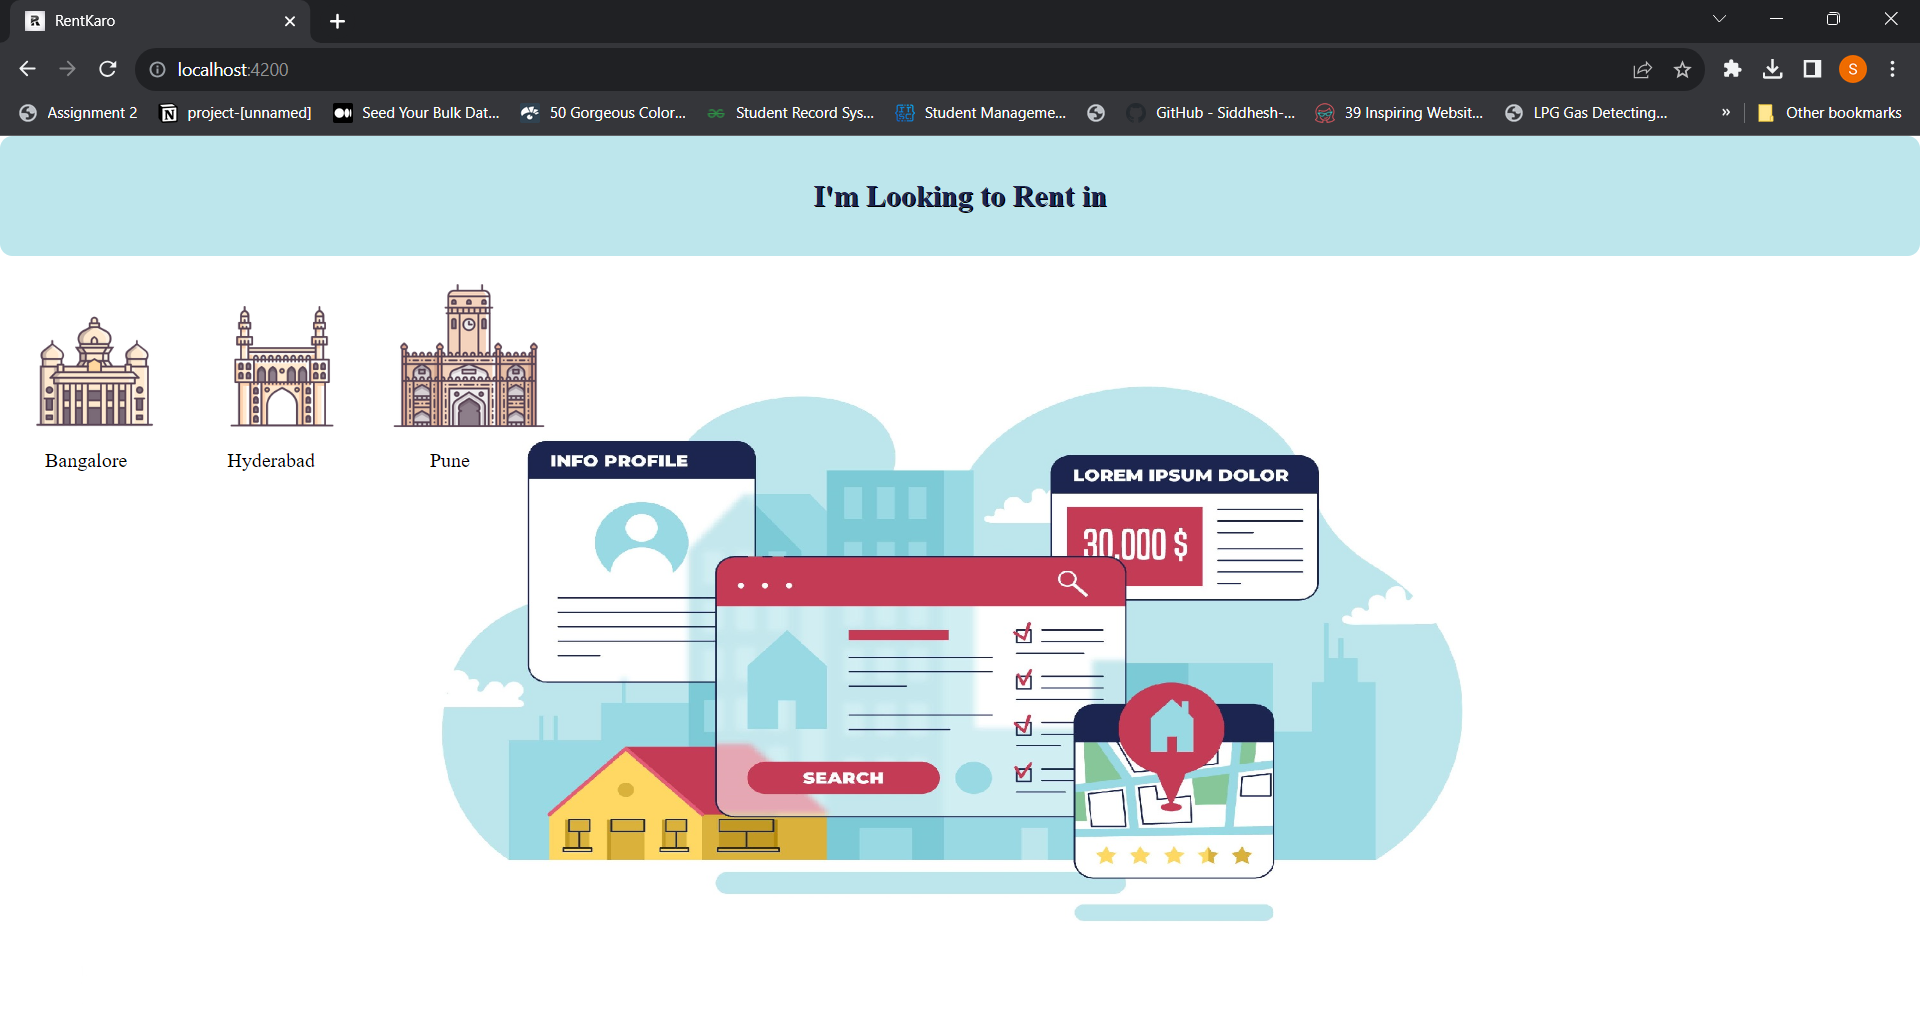 RentKaro
localhost:4200
Assignment 2
project-[unnamed]
Seed Your Bulk Dat...
50 Gorgeous Color...
Student Record Sys...
Student Manageme...
GitHub - Siddhesh-...
39 Inspiring Websit...
LPG Gas Detecting...
»
Other bookmarks
S
I'm Looking to Rent in
Bangalore
Hyderabad
Pune
INFO PROFILE
LOREM IPSUM DOLOR
30.000 $
SEARCH